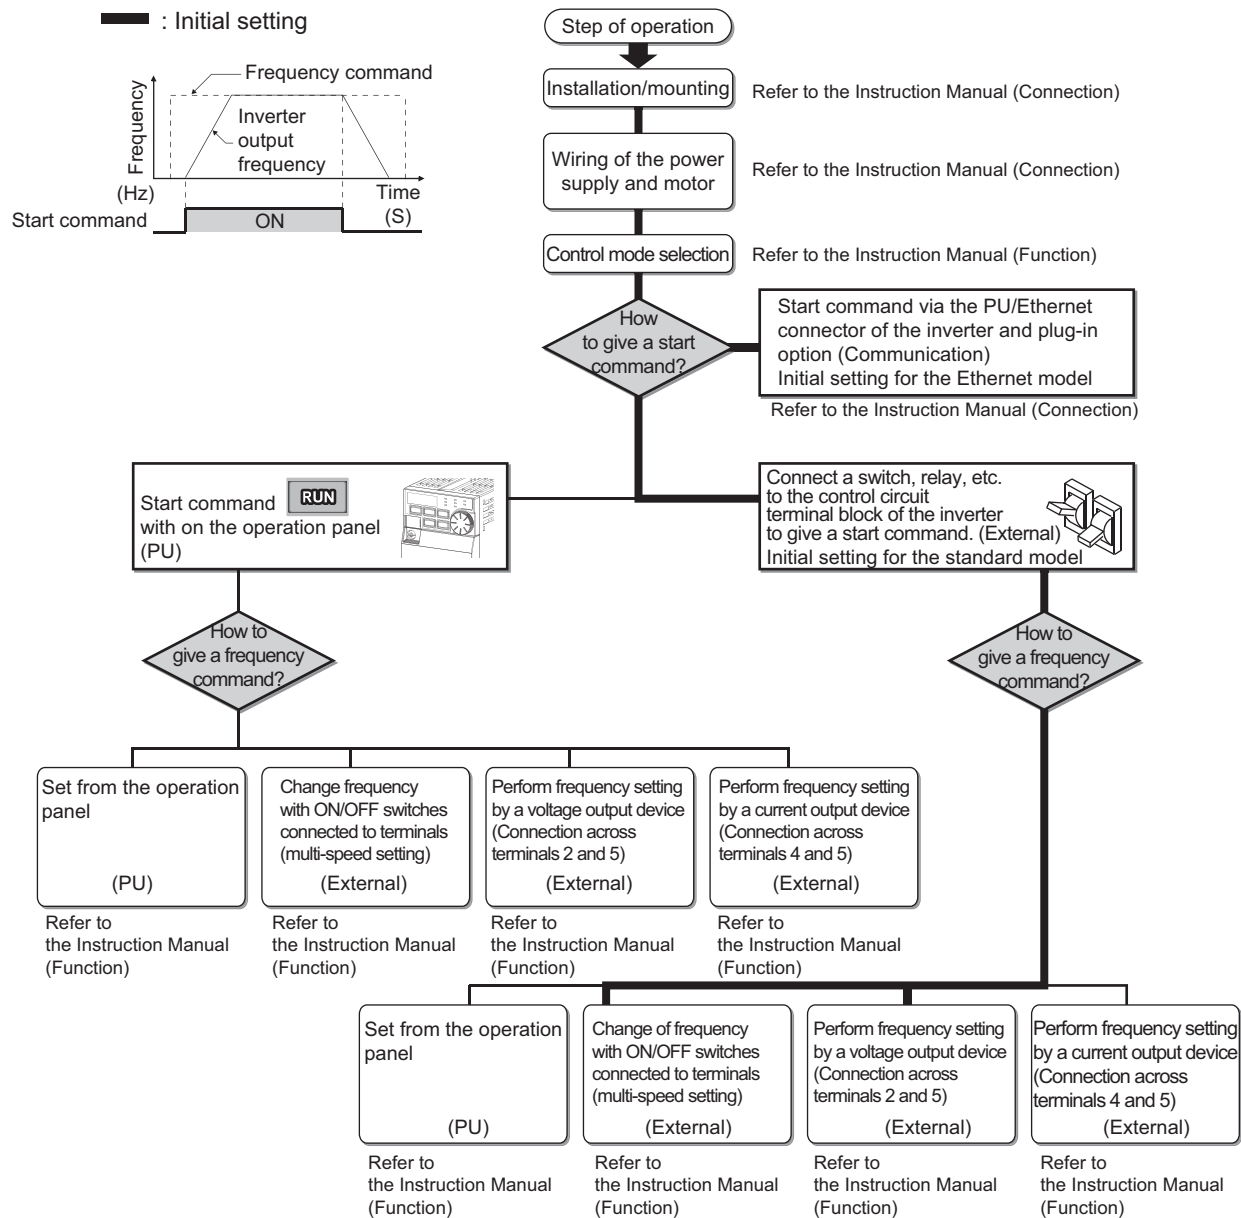 : Initial setting
Step of operation
Frequency command
Installation/mounting
Refer to the Instruction Manual (Connection)
Frequency
Inverter
output
frequency
(Hz)
Time
(S)
Start command
ON
Wiring of the power
supply and motor
Refer to the Instruction Manual (Connection)
Control mode selection
Refer to the Instruction Manual (Function)
How
to give a start
command?
Start command via the PU/Ethernet
connector of the inverter and plug-in
option (Communication)
Initial setting for the Ethernet model
Refer to the Instruction Manual (Connection)
Start command RUN
with on the operation panel
(PU)
Connect a switch, relay, etc.
to the control circuit
terminal block of the inverter
to give a start command. (External)
Initial setting for the standard model
How to
give a frequency
command?
How to
give a frequency
command?
Set from the operation
panel
(PU)
Change frequency
with ON/OFF switches
connected to terminals
(multi-speed setting)
(External)
Perform frequency setting
by a voltage output device
(Connection across
terminals 2 and 5)
(External)
Perform frequency setting
by a current output device
(Connection across
terminals 4 and 5)
(External)
Refer to
the Instruction Manual
(Function)
Refer to
the Instruction Manual
(Function)
Refer to
the Instruction Manual
(Function)
Refer to
the Instruction Manual
(Function)
Set from the operation
panel
(PU)
Change of frequency
with ON/OFF switches
connected to terminals
(multi-speed setting)
(External)
Perform frequency setting
by a voltage output device
(Connection across
terminals 2 and 5)
(External)
Perform frequency setting
by a current output device
(Connection across
terminals 4 and 5)
(External)
Refer to
the Instruction Manual
(Function)
Refer to
the Instruction Manual
(Function)
Refer to
the Instruction Manual
(Function)
Refer to
the Instruction Manual
(Function)